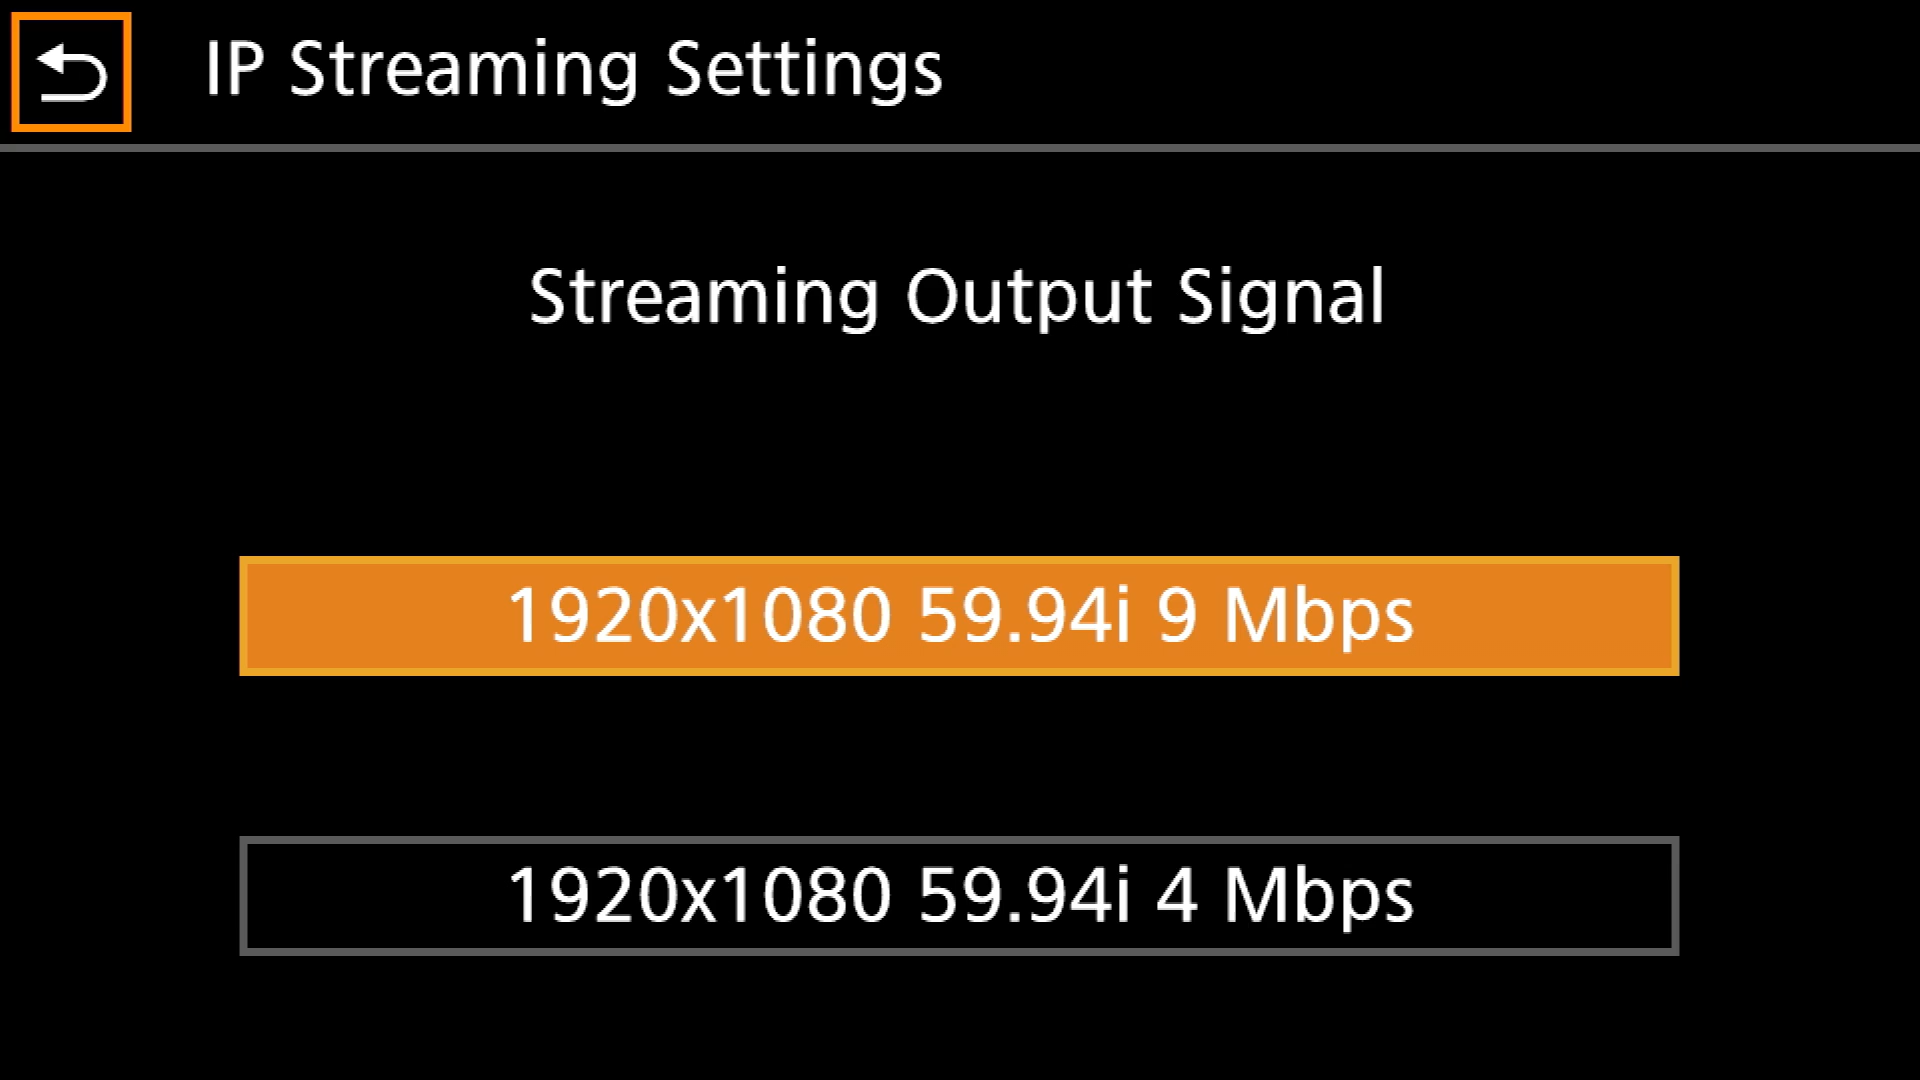 IP Streaming Settings
Streaming Output Signal
1920x1080 59.94i 9 Mbps
1920x1080 59.94i 4 Mbps